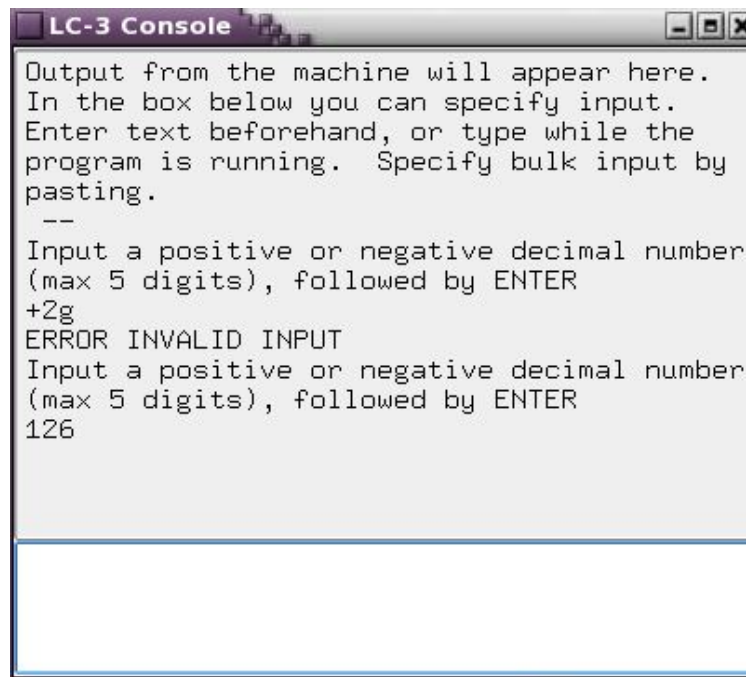 LC-3 Console
Output from the machine will appear here.
In the box below you can specify input.
Enter text beforehand, or type while the
program is running.  Specify bulk input by
pasting.
--
Input a positive or negative decimal number
(max 5 digits), followed by ENTER
+2g
ERROR INVALID INPUT
Input a positive or negative decimal number
(max 5 digits), followed by ENTER
126